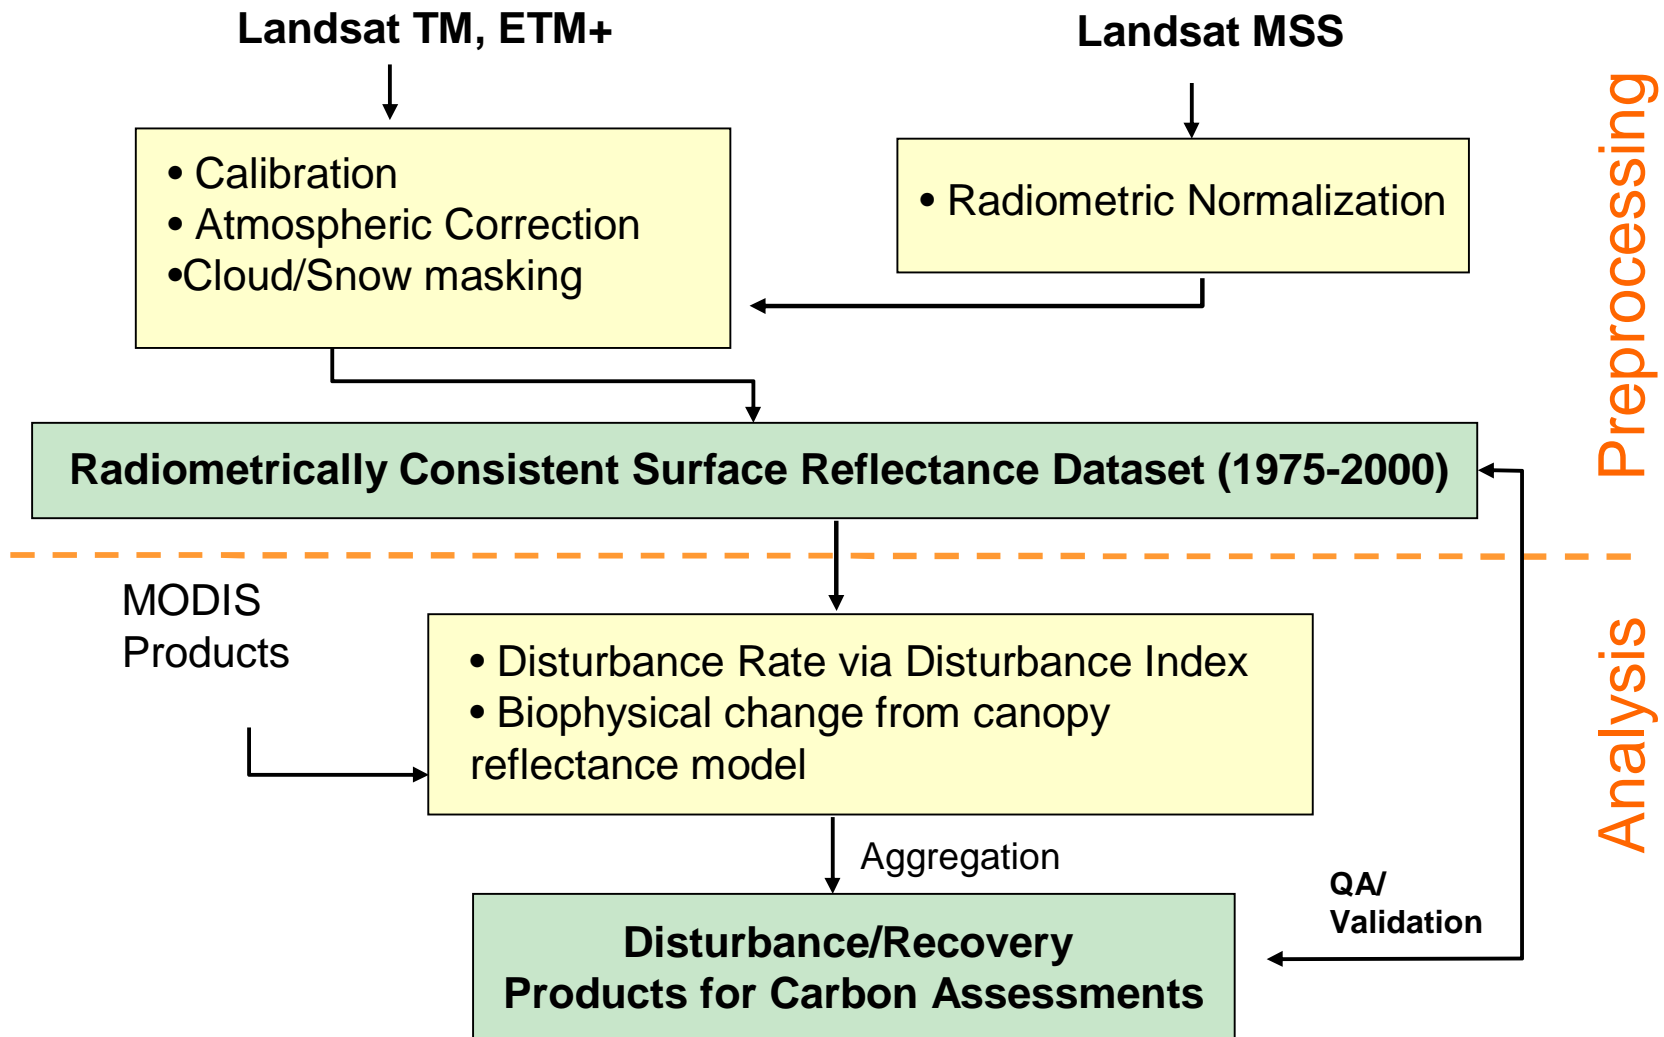 Landsat TM, ETM+
Landsat MSS
• Calibration
• Atmospheric Correction
•Cloud/Snow masking
• Radiometric Normalization
Preprocessing
Radiometrically Consistent Surface Reflectance Dataset (1975-2000)
MODIS
Products
• Disturbance Rate via Disturbance Index
• Biophysical change from canopy
reflectance model
Analysis
Aggregation
QA/
Validation
Disturbance/Recovery
Products for Carbon Assessments